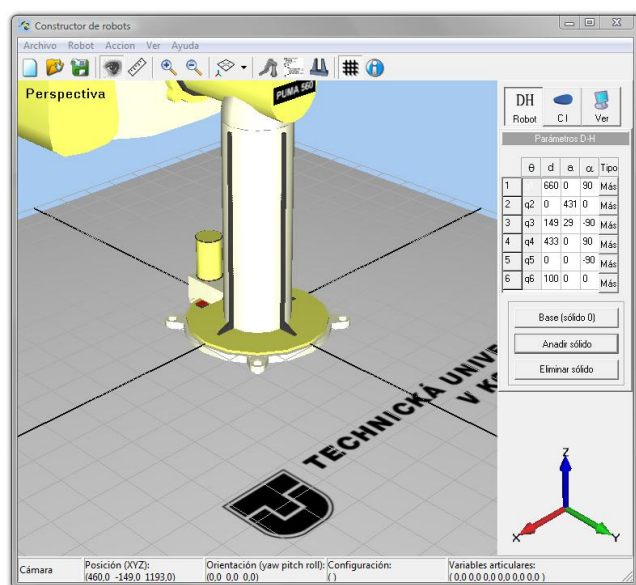 Constructor de robots
Archivo Robot Accion Ver Ayuda
Perspectiva
PUMA 560
DH
Robot
C I
Ver
Parámetros D-H
θ d a α Tipo
1 660 0 90 Más
2 q2 0 431 0 Más
3 q3 149 29 -90 Más
4 q4 433 0 90 Más
5 q5 0 0 -90 Más
6 q6 100 0 0 Más
Base (sólido 0)
Anadir sólido
Eliminar sólido
TECHNICKÁ UNIVE
V K
Z
X
Y
Cámara
Posición (XYZ):
(460,0 -149,0 1193,0)
Orientación (yaw pitch roll):
(0,0 0,0 0,0)
Configuración:
( )
Variables articulares:
( 0,0 0,0 0,0 0,0 0,0 0,0 )